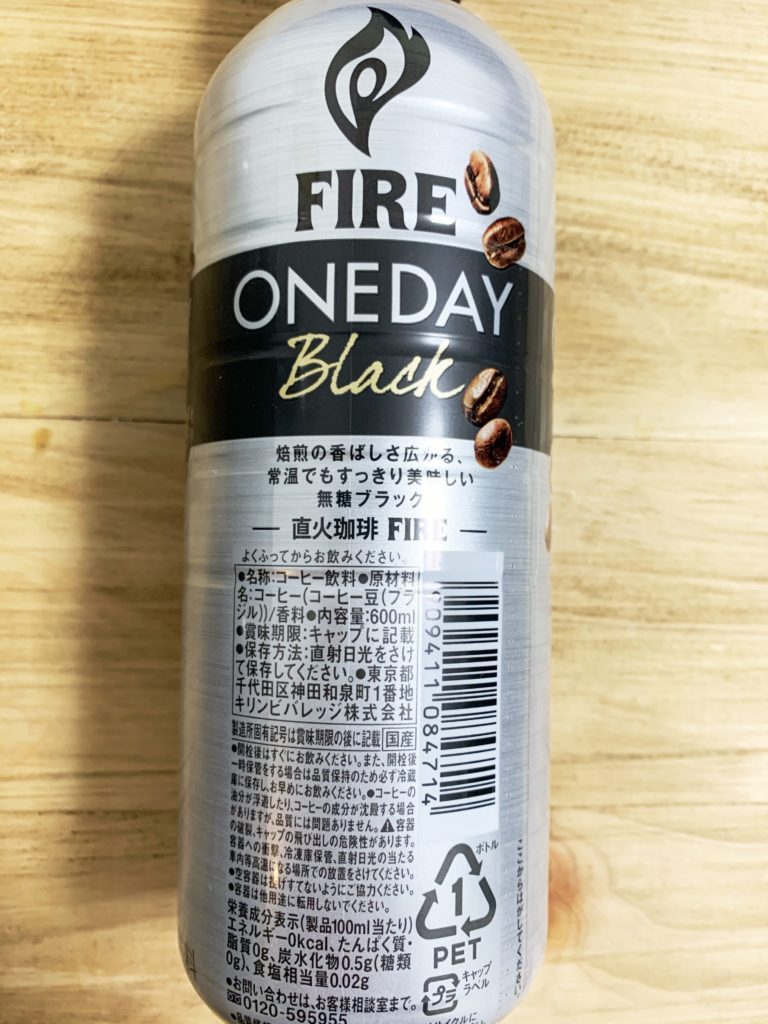 FIRE
ONEDAY
Black
焙煎の香ばしさ広がる、
常温でもすっきり美味しい
無糖ブラック
直火珈琲 FIRE
よくふってからお飲みください。
●名称:コーヒー飲料●原材料
名:コーヒー(コーヒー豆(ブラ
ジル))/香料●内容量:600ml
●賞味期限:キャップに記載
●保存方法:直射日光をさけ
て保存してください。●東京都
千代田区神田和泉町1番地
キリンビバレッジ株式会社
製造所固有記号は賞味期限の後に記載 国産
●開栓後はすぐにお飲みください。また、開栓後
一時保管をする場合は品質保持のため必ず冷蔵
庫に保存し、お早めにお飲みください。●コーヒーの
油分が浮遊したり、コーヒーの成分が沈殿する場合
がありますが、品質には問題ありません。⚠容器
の破裂、キャップの飛び出しの危険性があります。
容器への衝撃、冷凍庫保管、直射日光の当たる
車内等高温になる場所での放置をさけてください。
●空容器は投げすてないようにご協力ください。
●容器は他用途に転用しないでください。
栄養成分表示(製品100ml当たり)
エネルギー0kcal、たんぱく質・
脂質0g、炭水化物0.5g(糖類
0g)、食塩相当量0.02g
●お問い合わせは、お客様相談室まで。
0120-595955
909411 084714
ボトル
1
PET
プラ
キャップ
ラベル